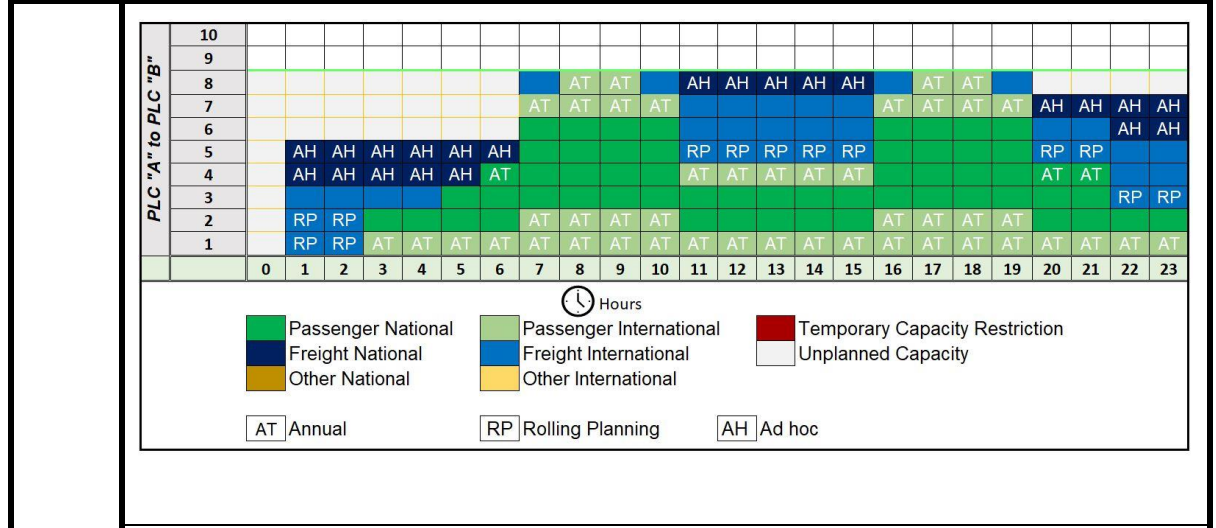 PLC "A" to PLC "B"
10
9
8 AT AT AH AH AH AH AH AT AT
7 AT AT AT AT AT AT AT AT AH AH AH AH
6 AH AH
5 AH AH AH AH AH AH RP RP RP RP RP RP RP
4 AH AH AH AH AH AT AT AT AT AT AT AT AT
3 RP RP
2 RP RP AT AT AT AT AT AT AT AT
1 RP RP AT AT AT AT AT AT AT AT AT AT AT AT AT AT AT AT AT AT AT AT AT
0 1 2 3 4 5 6 7 8 9 10 11 12 13 14 15 16 17 18 19 20 21 22 23
Hours
Passenger National Passenger International Temporary Capacity Restriction
Freight National Freight International Unplanned Capacity
Other National Other International
AT Annual RP Rolling Planning AH Ad hoc